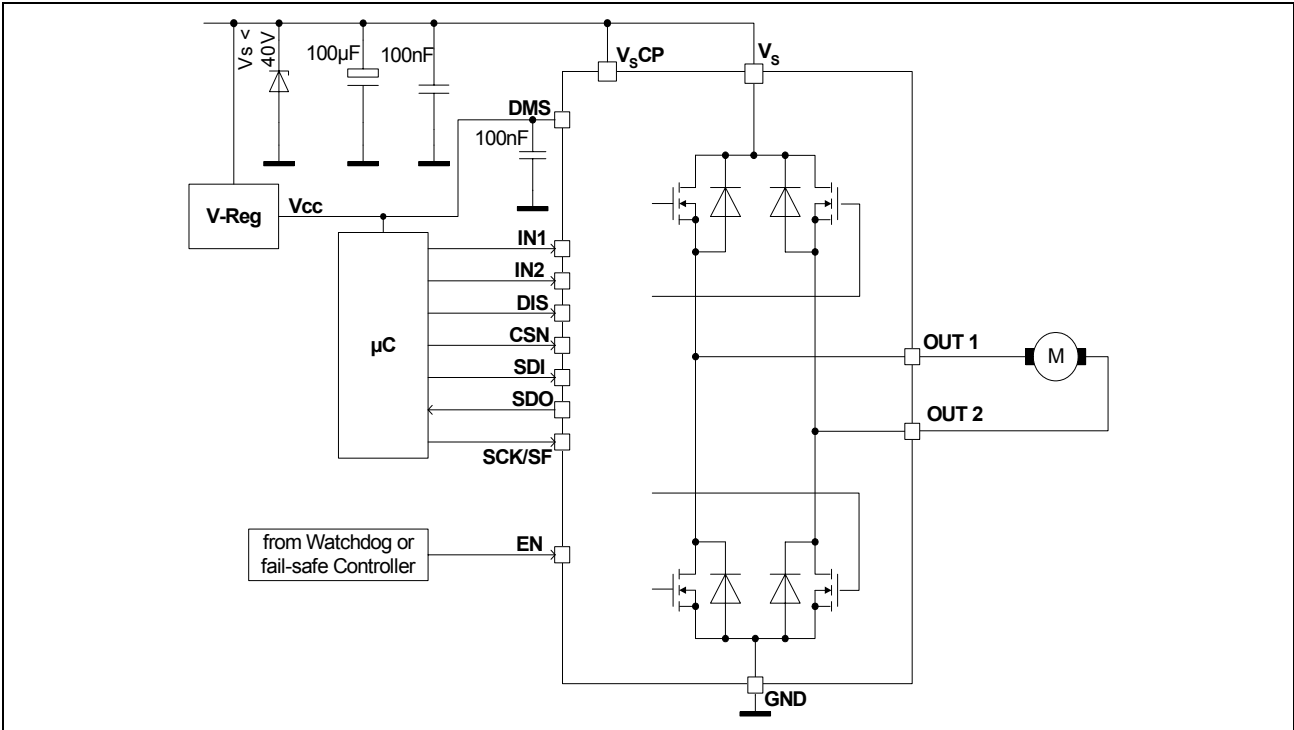 Vs <
40V
100µF
100nF
VSCP
VS
DMS
100nF
V-Reg
Vcc
IN1
IN2
DIS
CSN
SDI
SDO
SCK/SF
µC
OUT 1
M
OUT 2
from Watchdog or
fail-safe Controller
EN
GND